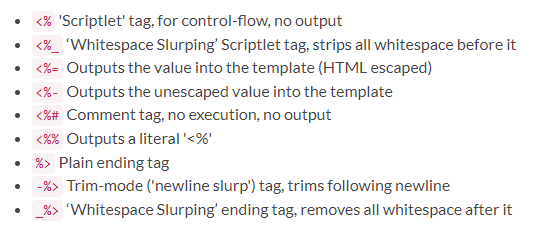 <% 'Scriptlet' tag, for control-flow, no output
<%_ ‘Whitespace Slurping’ Scriptlet tag, strips all whitespace before it
<%= Outputs the value into the template (HTML escaped)
<%- Outputs the unescaped value into the template
<%# Comment tag, no execution, no output
<%% Outputs a literal '<%'
%> Plain ending tag
-%> Trim-mode ('newline slurp') tag, trims following newline
_%> ‘Whitespace Slurping’ ending tag, removes all whitespace after it